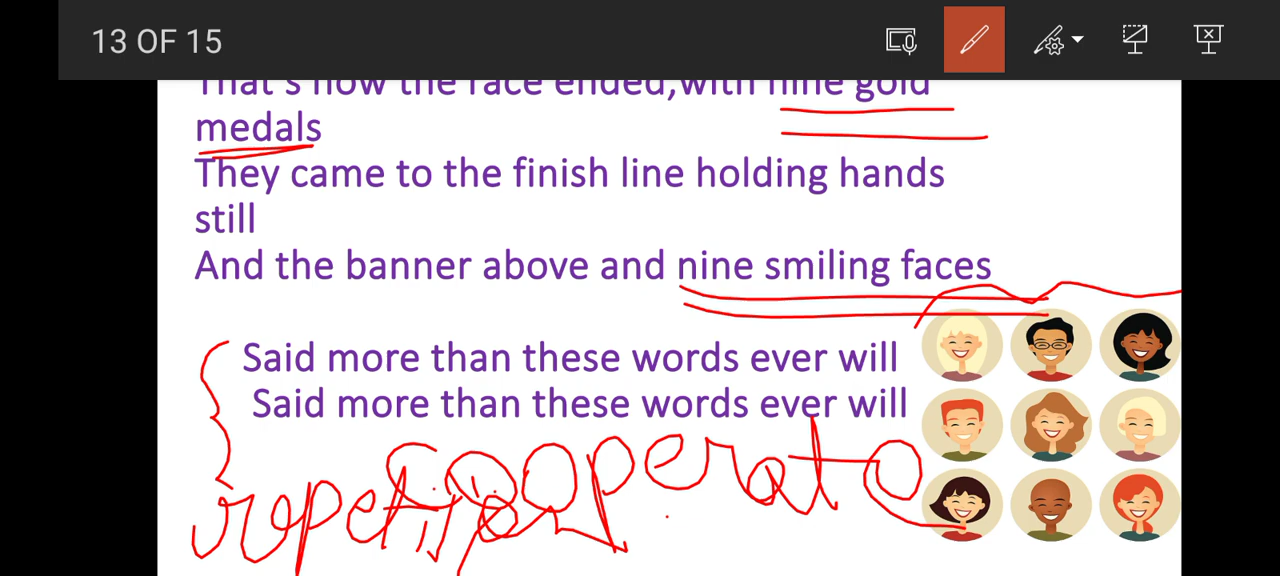 13 OF 15
That's how the race ended,with nine gold
medals
They came to the finish line holding hands
still
And the banner above and nine smiling faces
Said more than these words ever will
Said more than these words ever will